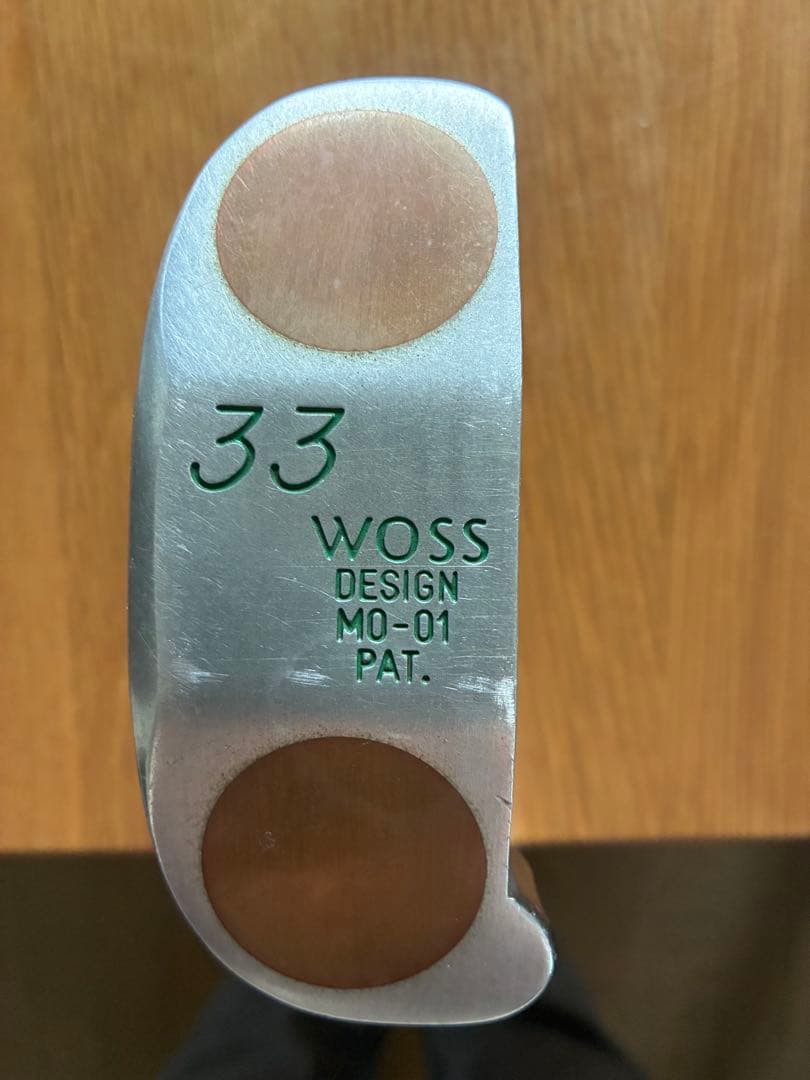 33
WOSS
DESIGN
MO-01
PAT.